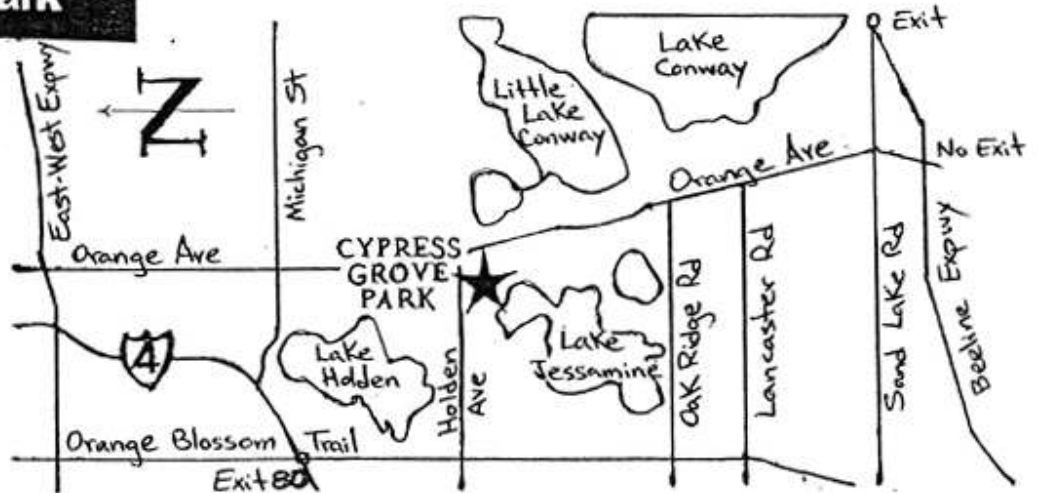 ark
East-West Expwy
N
Michigan St
Little
Lake
Conway
Lake
Conway
Exit
No Exit
Orange Ave.
Orange Ave
CYPRESS
GROVE
PARK
4
Lake
Holden
Holden
Ave
Lake
Jessamine
Oak Ridge Rd
Lancaster Rd
Sand Lake Rd
Beeline Expwy
Orange Blossom Trail
Exit 80